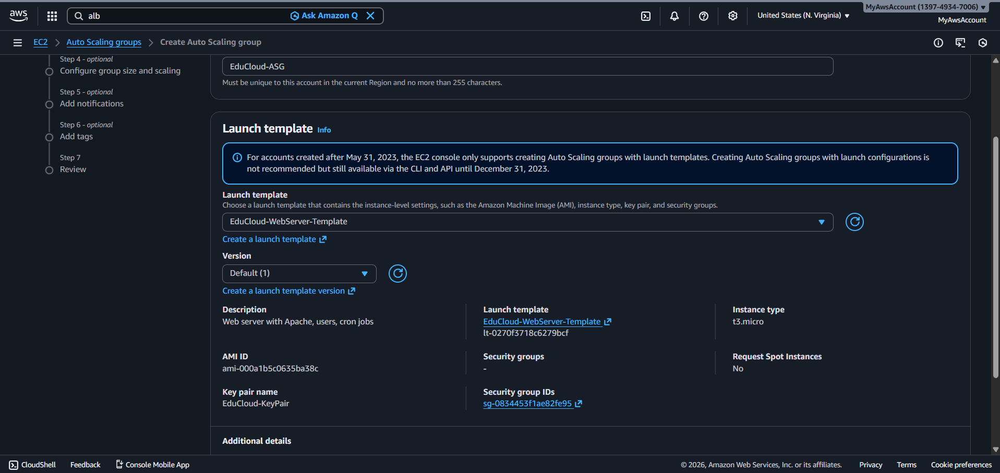 aws
alb
Ask Amazon Q
United States (N. Virginia)
MyAwsAccount (1397-4934-7006)
MyAwsAccount
EC2
Auto Scaling groups
Create Auto Scaling group
Step 4 - optional
Configure group size and scaling
Step 5 - optional
Add notifications
Step 6 - optional
Add tags
Step 7
Review
EduCloud-ASG
Must be unique to this account in the current Region and no more than 255 characters.
Launch template Info
For accounts created after May 31, 2023, the EC2 console only supports creating Auto Scaling groups with launch templates. Creating Auto Scaling groups with launch configurations is
not recommended but still available via the CLI and API until December 31, 2023.
Launch template
Choose a launch template that contains the instance-level settings, such as the Amazon Machine Image (AMI), instance type, key pair, and security groups.
EduCloud-WebServer-Template
Create a launch template
Version
Default (1)
Create a launch template version
Description
Web server with Apache, users, cron jobs
Launch template
EduCloud-WebServer-Template
lt-0270f3718c6279bcf
Instance type
t3.micro
AMI ID
ami-000a1b5c0635ba38c
Security groups
-
Request Spot Instances
No
Key pair name
EduCloud-KeyPair
Security group IDs
sg-0834453f1ae82fe95
Additional details
CloudShell
Feedback
Console Mobile App
© 2026, Amazon Web Services, Inc. or its affiliates.
Privacy
Terms
Cookie preferences